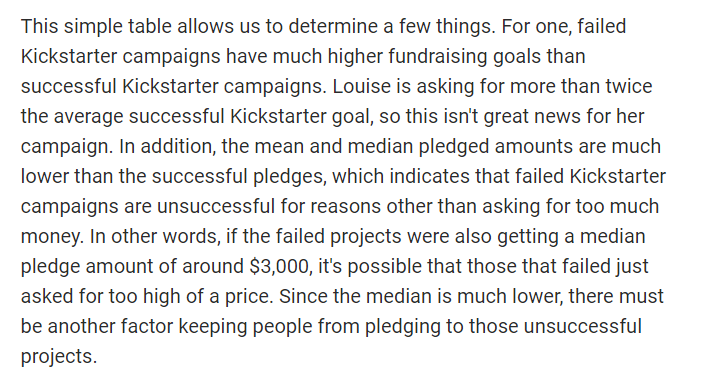 This simple table allows us to determine a few things. For one, failed
Kickstarter campaigns have much higher fundraising goals than
successful Kickstarter campaigns. Louise is asking for more than twice
the average successful Kickstarter goal, so this isn't great news for her
campaign. In addition, the mean and median pledged amounts are much
lower than the successful pledges, which indicates that failed Kickstarter
campaigns are unsuccessful for reasons other than asking for too much
money. In other words, if the failed projects were also getting a median
pledge amount of around $3,000, it's possible that those that failed just
asked for too high of a price. Since the median is much lower, there must
be another factor keeping people from pledging to those unsuccessful
projects.